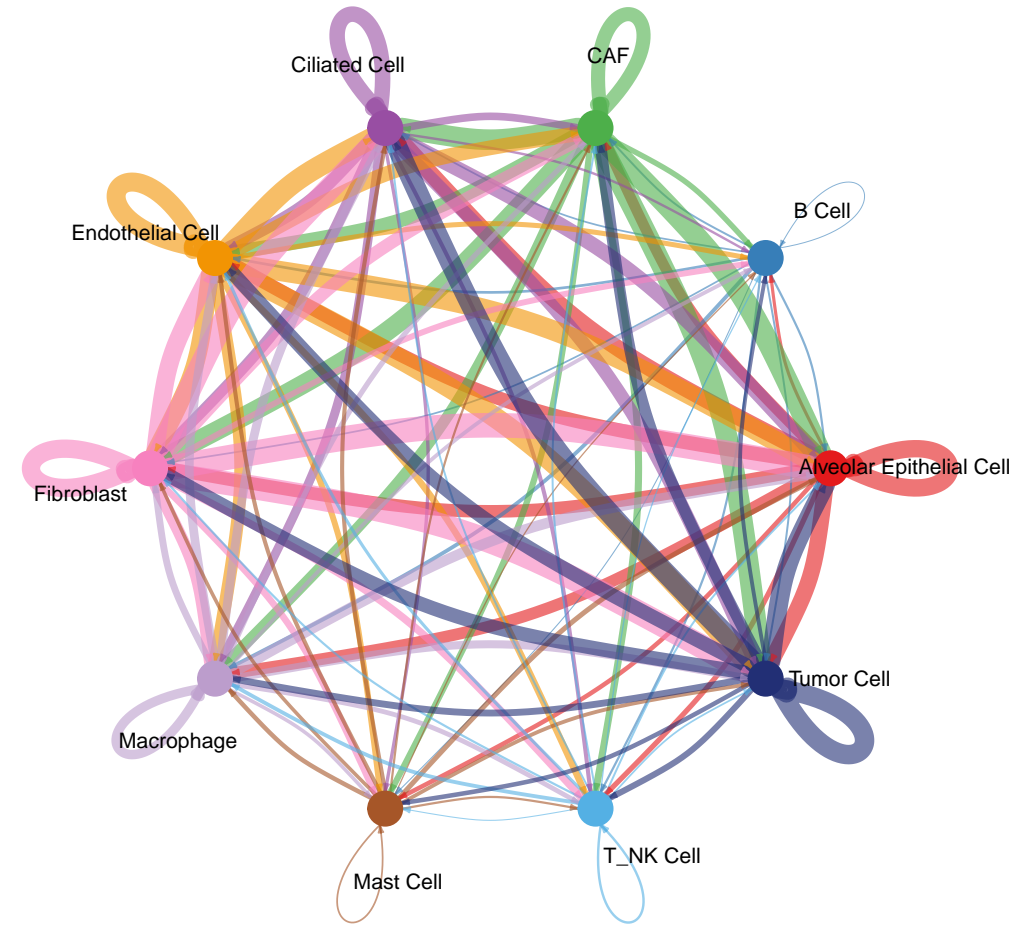 CAF
Ciliated Cell
B Cell
Endothelial Cell
Alveolar Epithelial Cell
Fibroblast
Tumor Cell
Macrophage
T_NK Cell
Mast Cell